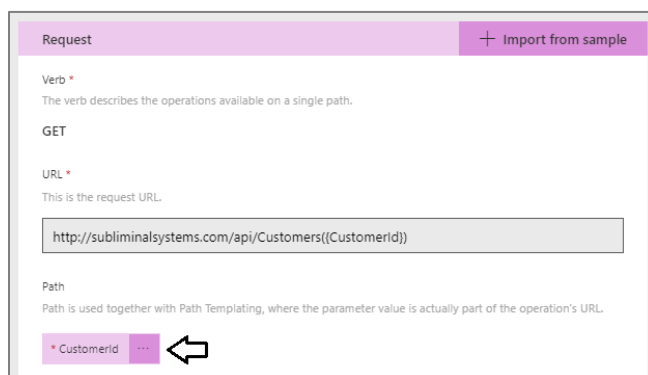 Request
+ Import from sample
Verb *
The verb describes the operations available on a single path.
GET
URL *
This is the request URL.
http://subliminalsystems.com/api/Customers({CustomerId})
Path
Path is used together with Path Templating, where the parameter value is actually part of the operation's URL.
* CustomerId ...